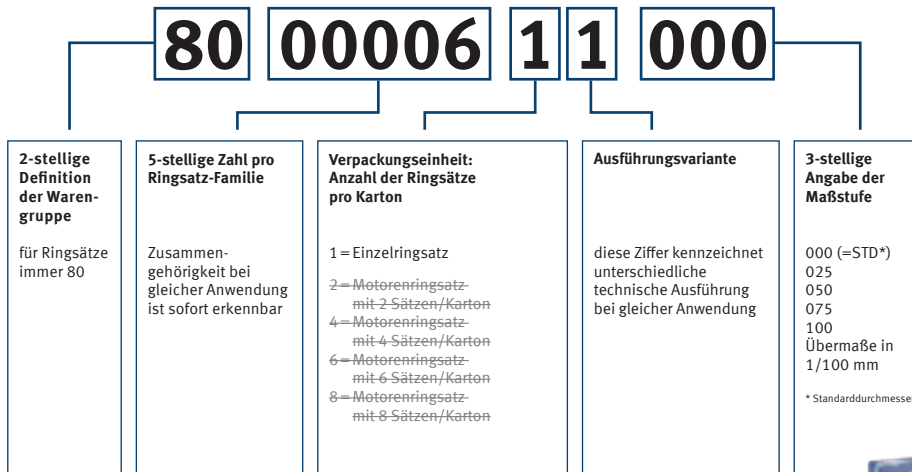 80 00006 1 1 000
2-stellige
Definition
der Waren-
gruppe
für Ringsätze
immer 80
5-stellige Zahl pro
Ringsatz-Familie
Zusammen-
gehörigkeit bei
gleicher Anwendung
ist sofort erkennbar
Verpackungseinheit:
Anzahl der Ringsätze
pro Karton
1 = Einzelringsatz
2 = Motorenringsatz
mit 2 Sätzen/Karton
4 = Motorenringsatz
mit 4 Sätzen/Karton
6 = Motorenringsatz
mit 6 Sätzen/Karton
8 = Motorenringsatz
mit 8 Sätzen/Karton
Ausführungsvariante
diese Ziffer kennzeichnet
unterschiedliche
technische Ausführung
bei gleicher Anwendung
3-stellige
Angabe der
Maßstufe
000 (=STD*)
025
050
075
100
Übermaße in
1/100 mm
* Standarddurchmesser